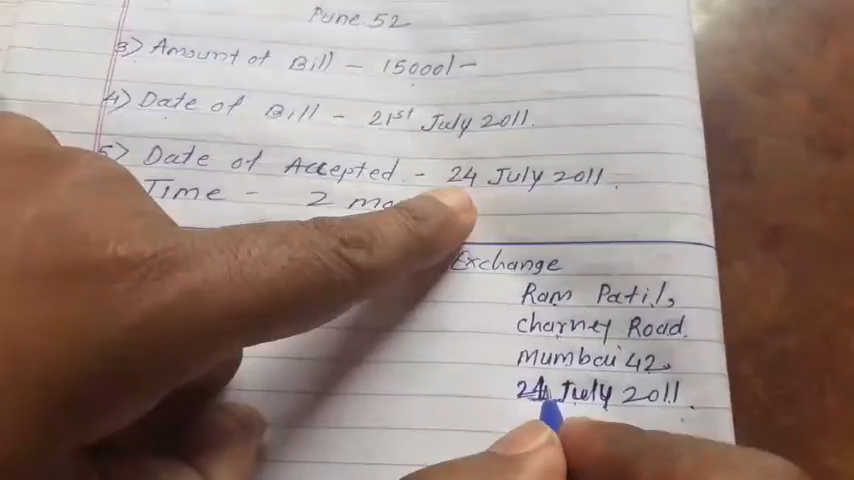 Pune 52
3) Amount of Bill - 15000/-
4) Date of Bill - 21st July 2011.
5) Date of Accepted. - 24 July 2011.
Time - 2
Exchange
Ram Patil,
Charney Road,
Mumbai 42.
July 2011.